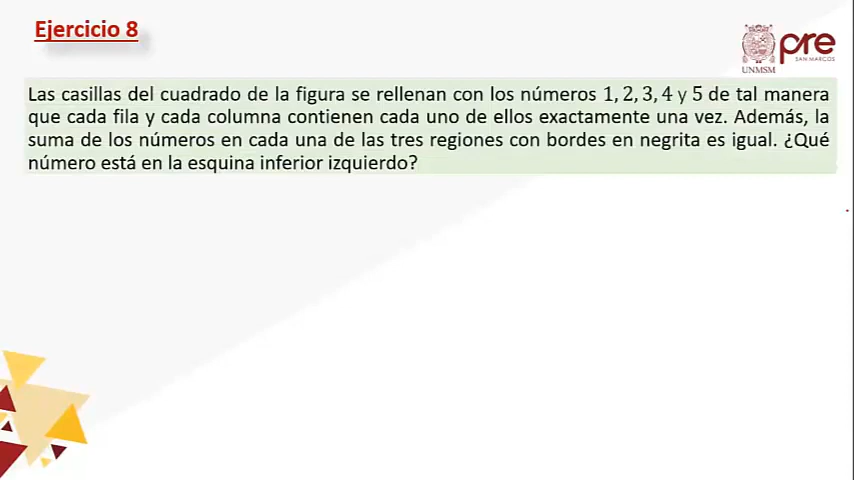 Ejercicio 8
UNMSM
pre
SAN MARCOS
Las casillas del cuadrado de la figura se rellenan con los números 1, 2, 3, 4 y 5 de tal manera
que cada fila y cada columna contienen cada uno de ellos exactamente una vez. Además, la
suma de los números en cada una de las tres regiones con bordes en negrita es igual. ¿Qué
número está en la esquina inferior izquierdo?